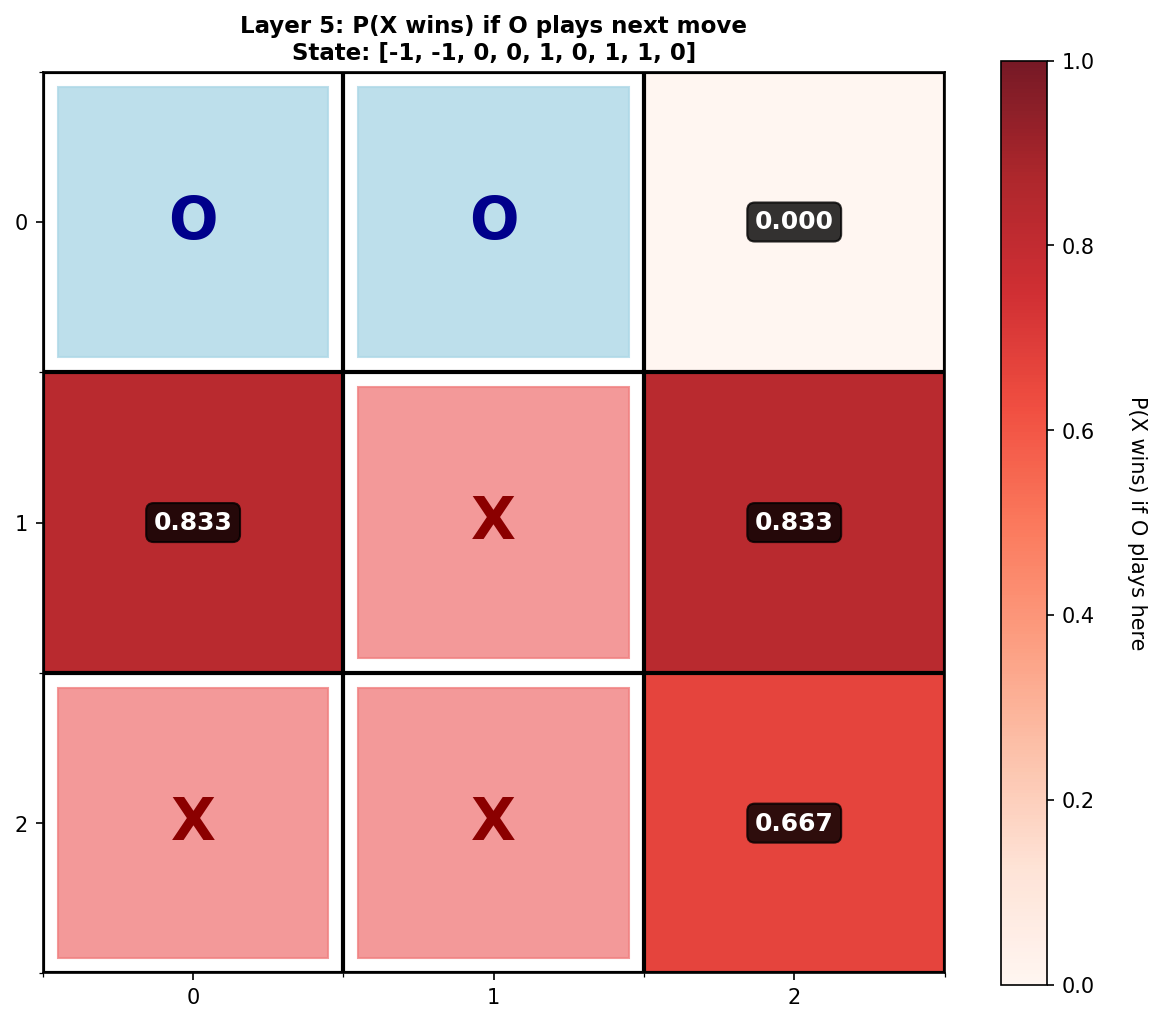 Layer 5: P(X wins) if O plays next move
State: [-1, -1, 0, 0, 1, 0, 1, 1, 0]
0
O
O
0.000
1
0.833
X
0.833
2
X
X
0.667
0
1
2
1.0
0.8
0.6
0.4
0.2
0.0
P(X wins) if O plays here